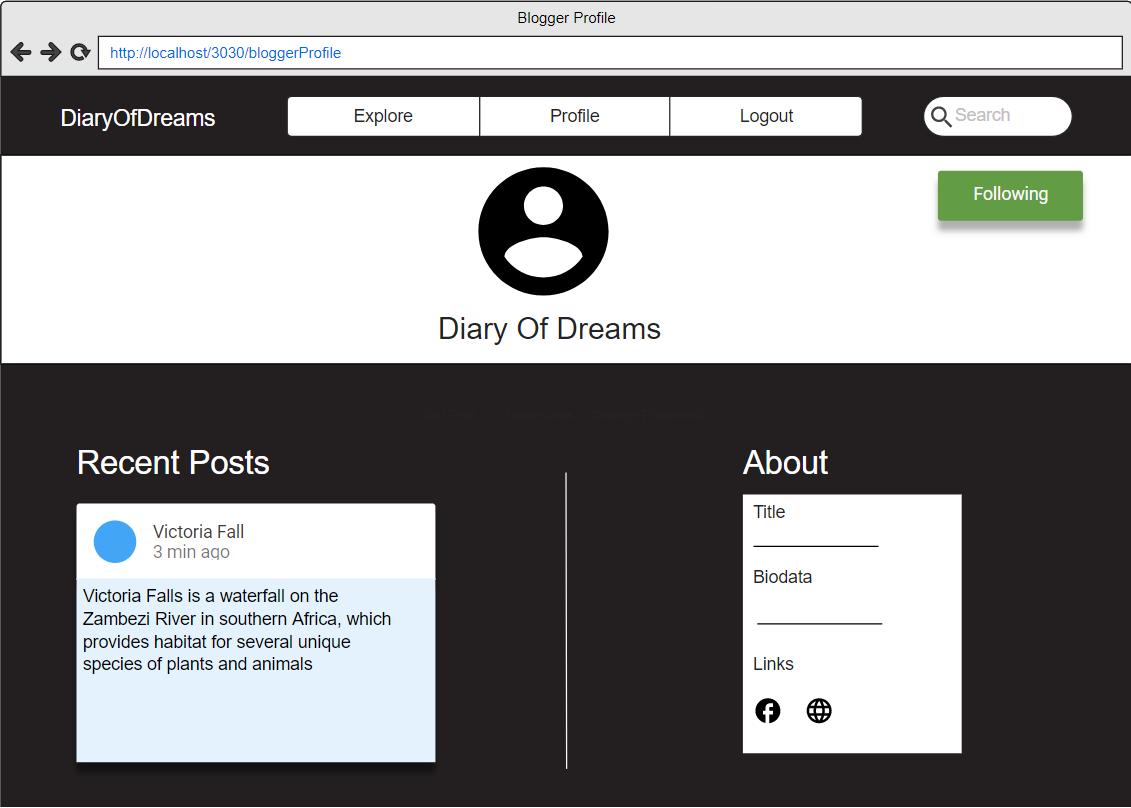 Blogger Profile
http://localhost/3030/bloggerProfile
DiaryOfDreams
Explore
Profile
Logout
Search
Following
Diary Of Dreams
Recent Posts
Victoria Fall
3 min ago
Victoria Falls is a waterfall on the
Zambezi River in southern Africa, which
provides habitat for several unique
species of plants and animals
About
Title
Biodata
Links